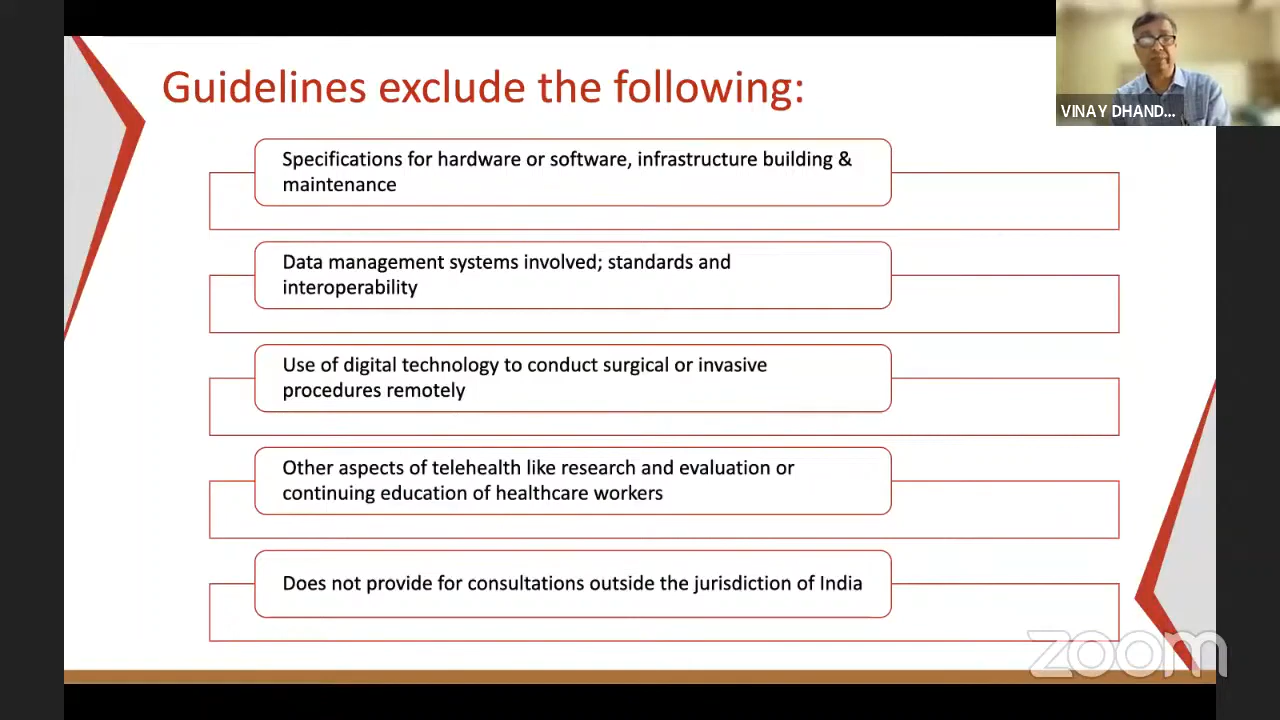 Guidelines exclude the following:
VINAY DHAND...
Specifications for hardware or software, infrastructure building &
maintenance
Data management systems involved; standards and
interoperability
Use of digital technology to conduct surgical or invasive
procedures remotely
Other aspects of telehealth like research and evaluation or
continuing education of healthcare workers
Does not provide for consultations outside the jurisdiction of India
zoom